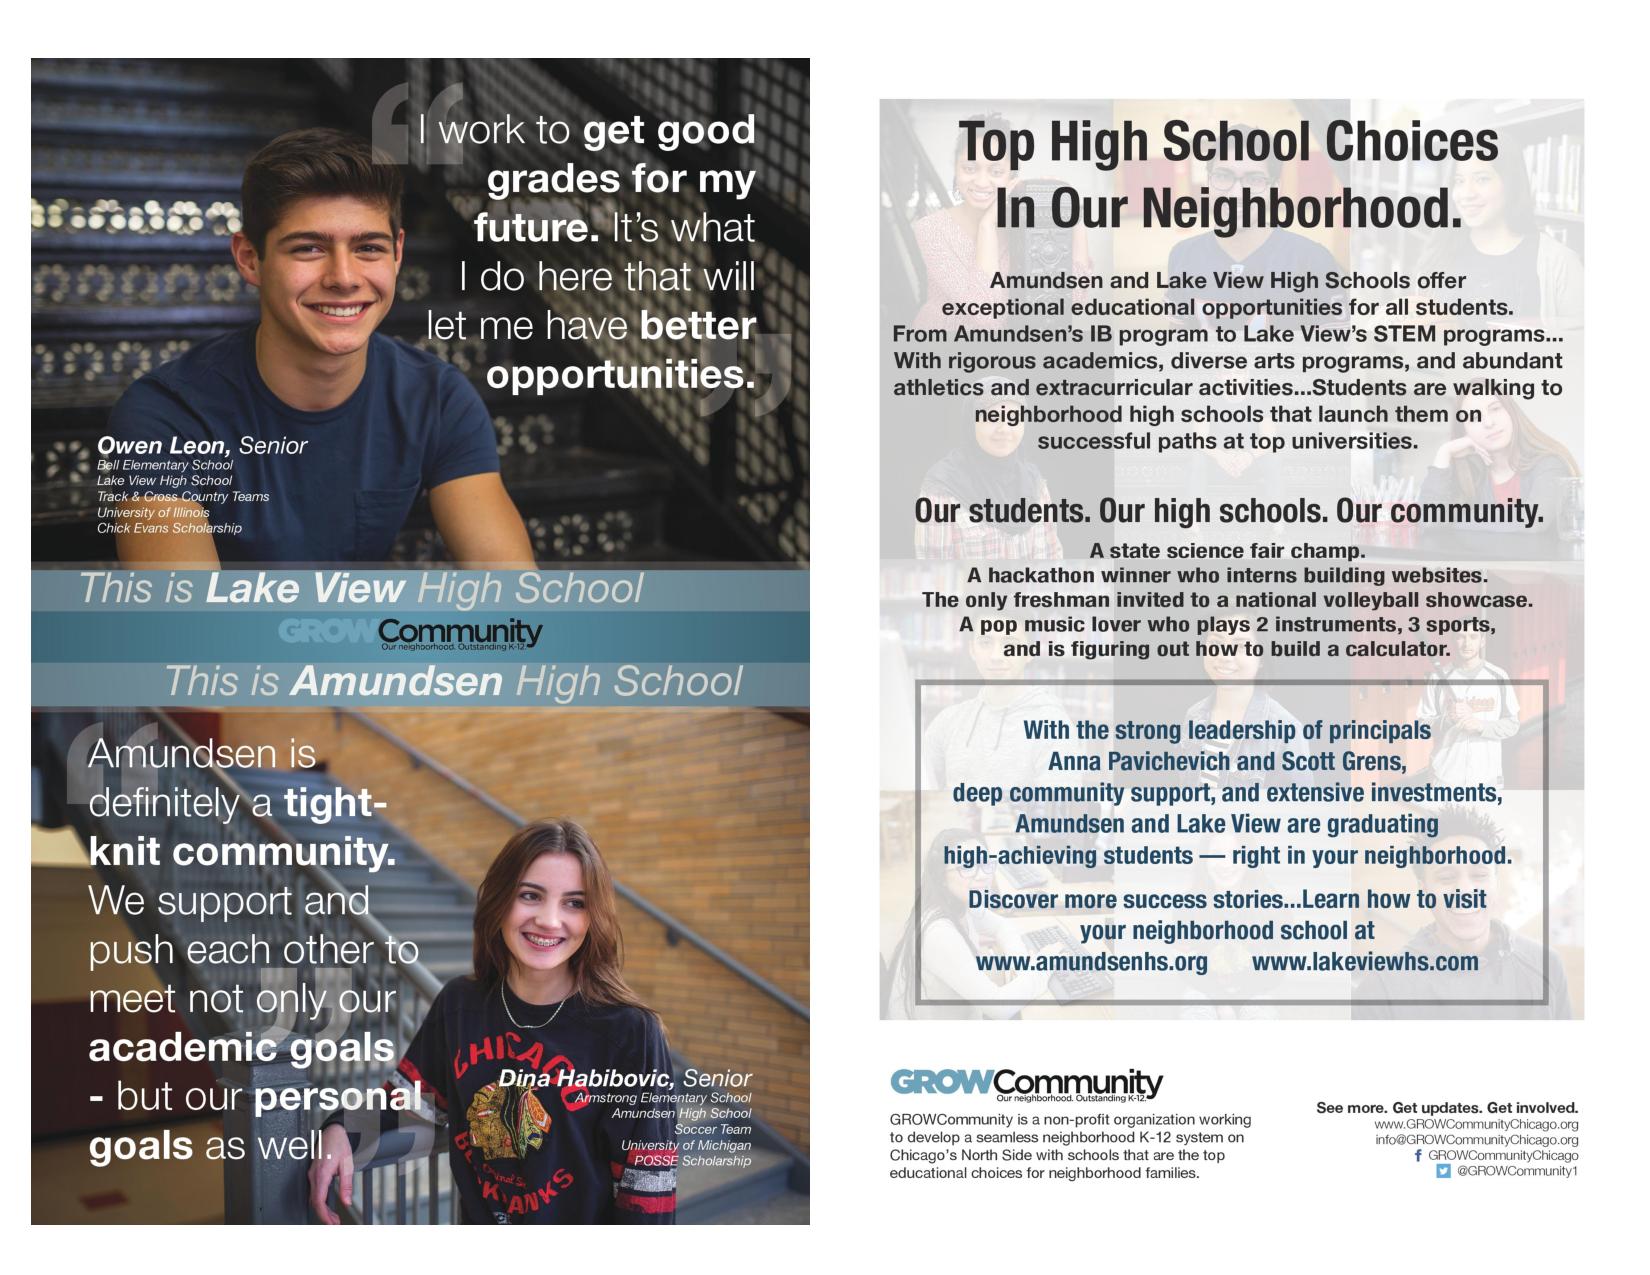 I work to get good
grades for my
future. It's what
I do here that will
let me have better
opportunities.
Owen Leon, Senior
Bell Elementary School
Lake View High School
Track & Cross Country Teams
University of Illinois
Chick Evans Scholarship
This is Lake View High School
GROWCommunity
Our neighborhood. Outstanding K-12.
This is Amundsen High School
Amundsen is
definitely a tight-
knit community.
We support and
push each other to
meet not only our
academic goals
- but our personal
goals as well.
CHICAGO
Dina Habibovic, Senior
Armstrong Elementary School
Amundsen High School
Soccer Team
University of Michigan
POSSE Scholarship
Top High School Choices
In Our Neighborhood.
Amundsen and Lake View High Schools offer
exceptional educational opportunities for all students.
From Amundsen's IB program to Lake View's STEM programs...
With rigorous academics, diverse arts programs, and abundant
athletics and extracurricular activities...Students are walking to
neighborhood high schools that launch them on
successful paths at top universities.
Our students. Our high schools. Our community.
A state science fair champ.
A hackathon winner who interns building websites.
The only freshman invited to a national volleyball showcase.
A pop music lover who plays 2 instruments, 3 sports,
and is figuring out how to build a calculator.
With the strong leadership of principals
Anna Pavichevich and Scott Grens,
deep community support, and extensive investments,
Amundsen and Lake View are graduating
high-achieving students — right in your neighborhood.
Discover more success stories...Learn how to visit
your neighborhood school at
www.amundsenhs.org www.lakeviewhs.com
GROWCommunity
Our neighborhood. Outstanding K-12.
GROWCommunity is a non-profit organization working
to develop a seamless neighborhood K-12 system on
Chicago's North Side with schools that are the top
educational choices for neighborhood families.
See more. Get updates. Get involved.
www.GROWCommunityChicago.org
info@GROWCommunityChicago.org
GROWCommunityChicago
@GROWCommunity1